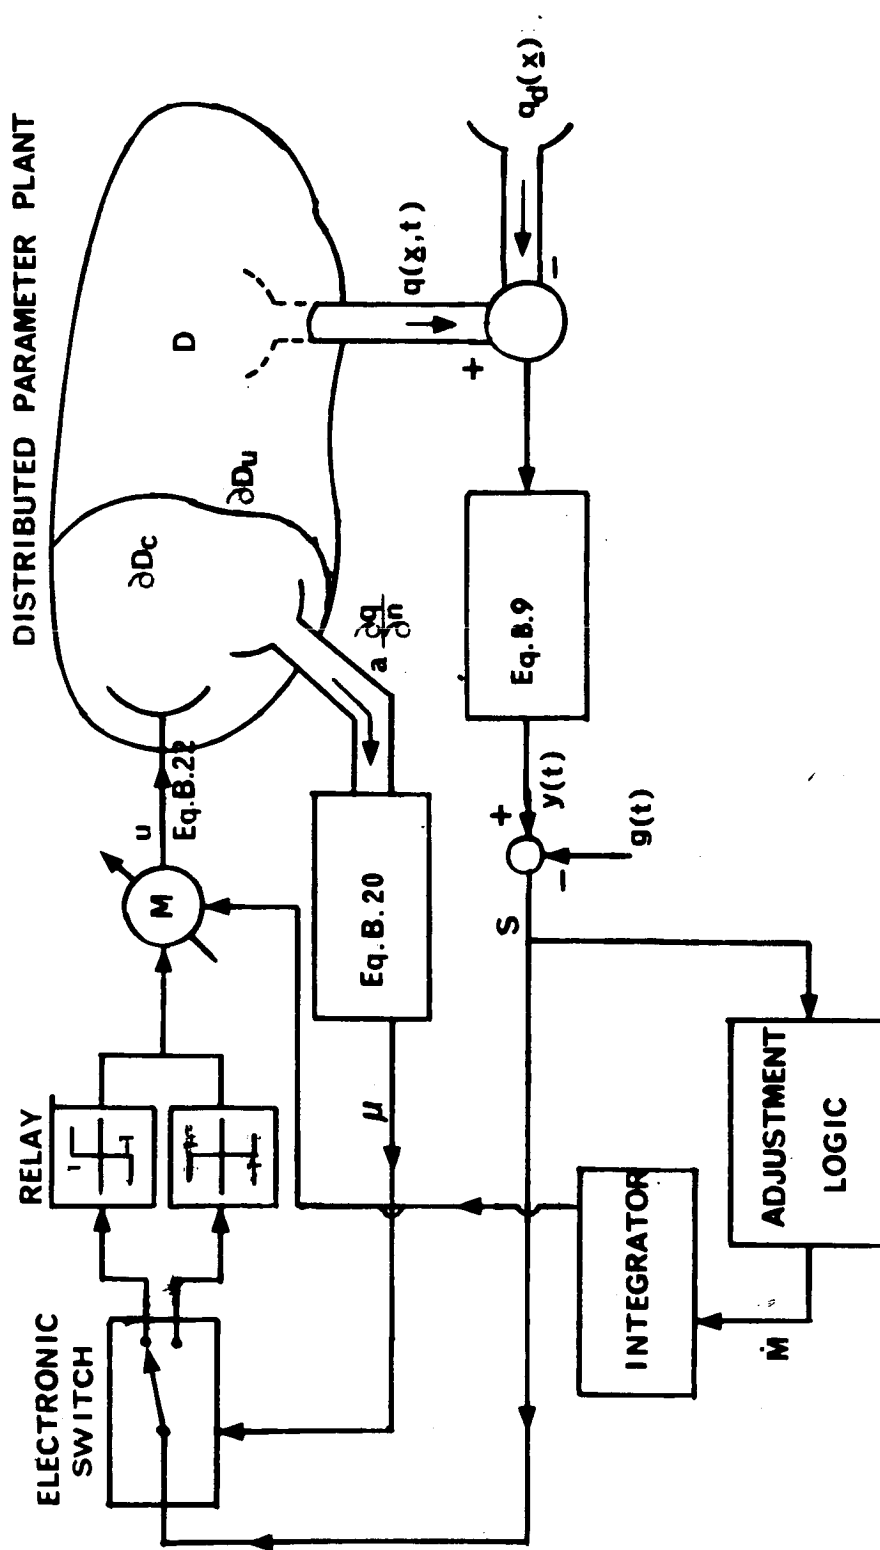 DISTRIBUTED PARAMETER PLANT
ELECTRONIC
SWITCH
RELAY
M
u
Eq.B.22
∂Dc
∂Du
D
q(x̲,t)
q_d(x̲)
+
−
a ∂q/∂n
Eq.B.20
μ
Eq.B.9
y(t)
+
−
g(t)
S
INTEGRATOR
Ṁ
ADJUSTMENT
LOGIC